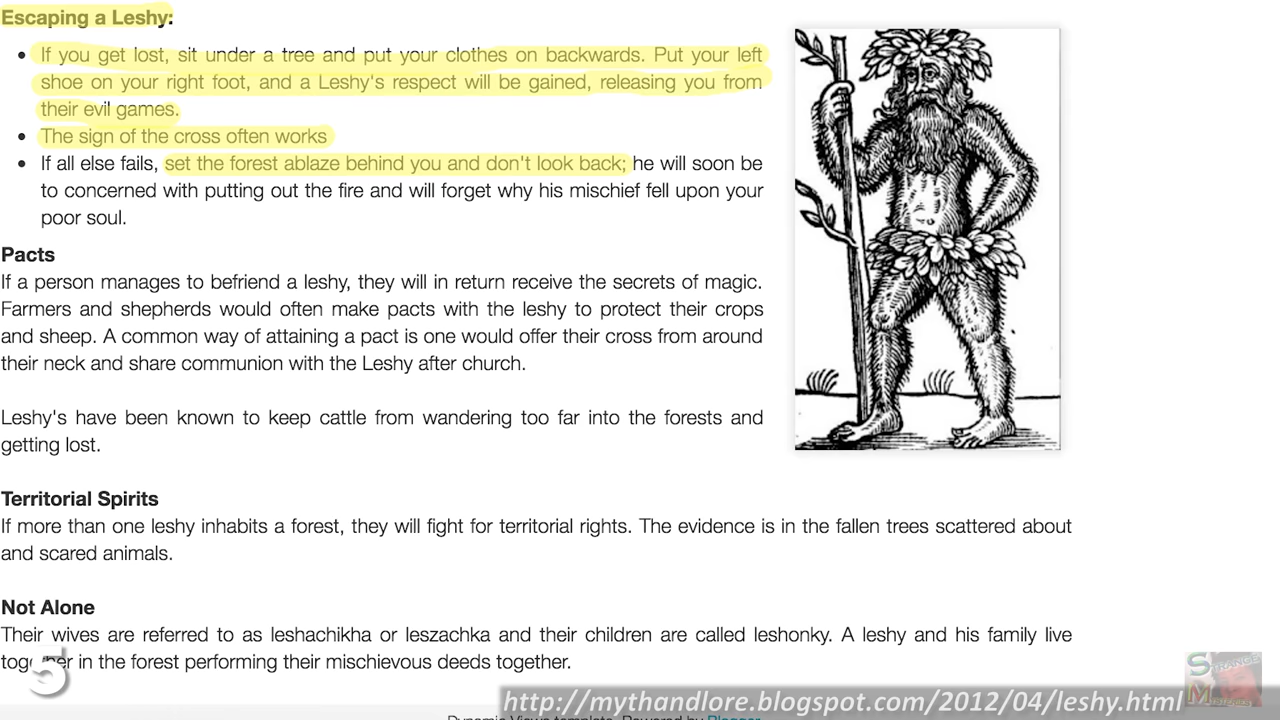 Escaping a Leshy:
If you get lost, sit under a tree and put your clothes on backwards. Put your left
shoe on your right foot, and a Leshy's respect will be gained, releasing you from
their evil games.
The sign of the cross often works
If all else fails, set the forest ablaze behind you and don't look back; he will soon be
to concerned with putting out the fire and will forget why his mischief fell upon your
poor soul.
Pacts
If a person manages to befriend a leshy, they will in return receive the secrets of magic.
Farmers and shepherds would often make pacts with the leshy to protect their crops
and sheep. A common way of attaining a pact is one would offer their cross from around
their neck and share communion with the Leshy after church.
Leshy's have been known to keep cattle from wandering too far into the forests and
getting lost.
Territorial Spirits
If more than one leshy inhabits a forest, they will fight for territorial rights. The evidence is in the fallen trees scattered about
and scared animals.
Not Alone
Their wives are referred to as leshachikha or leszachka and their children are called leshonky. A leshy and his family live
together in the forest performing their mischievous deeds together.
5
STRANGE
MYSTERIES
http://mythandlore.blogspot.com/2012/04/leshy.html
Dynamic Views template. Powered by Blogger